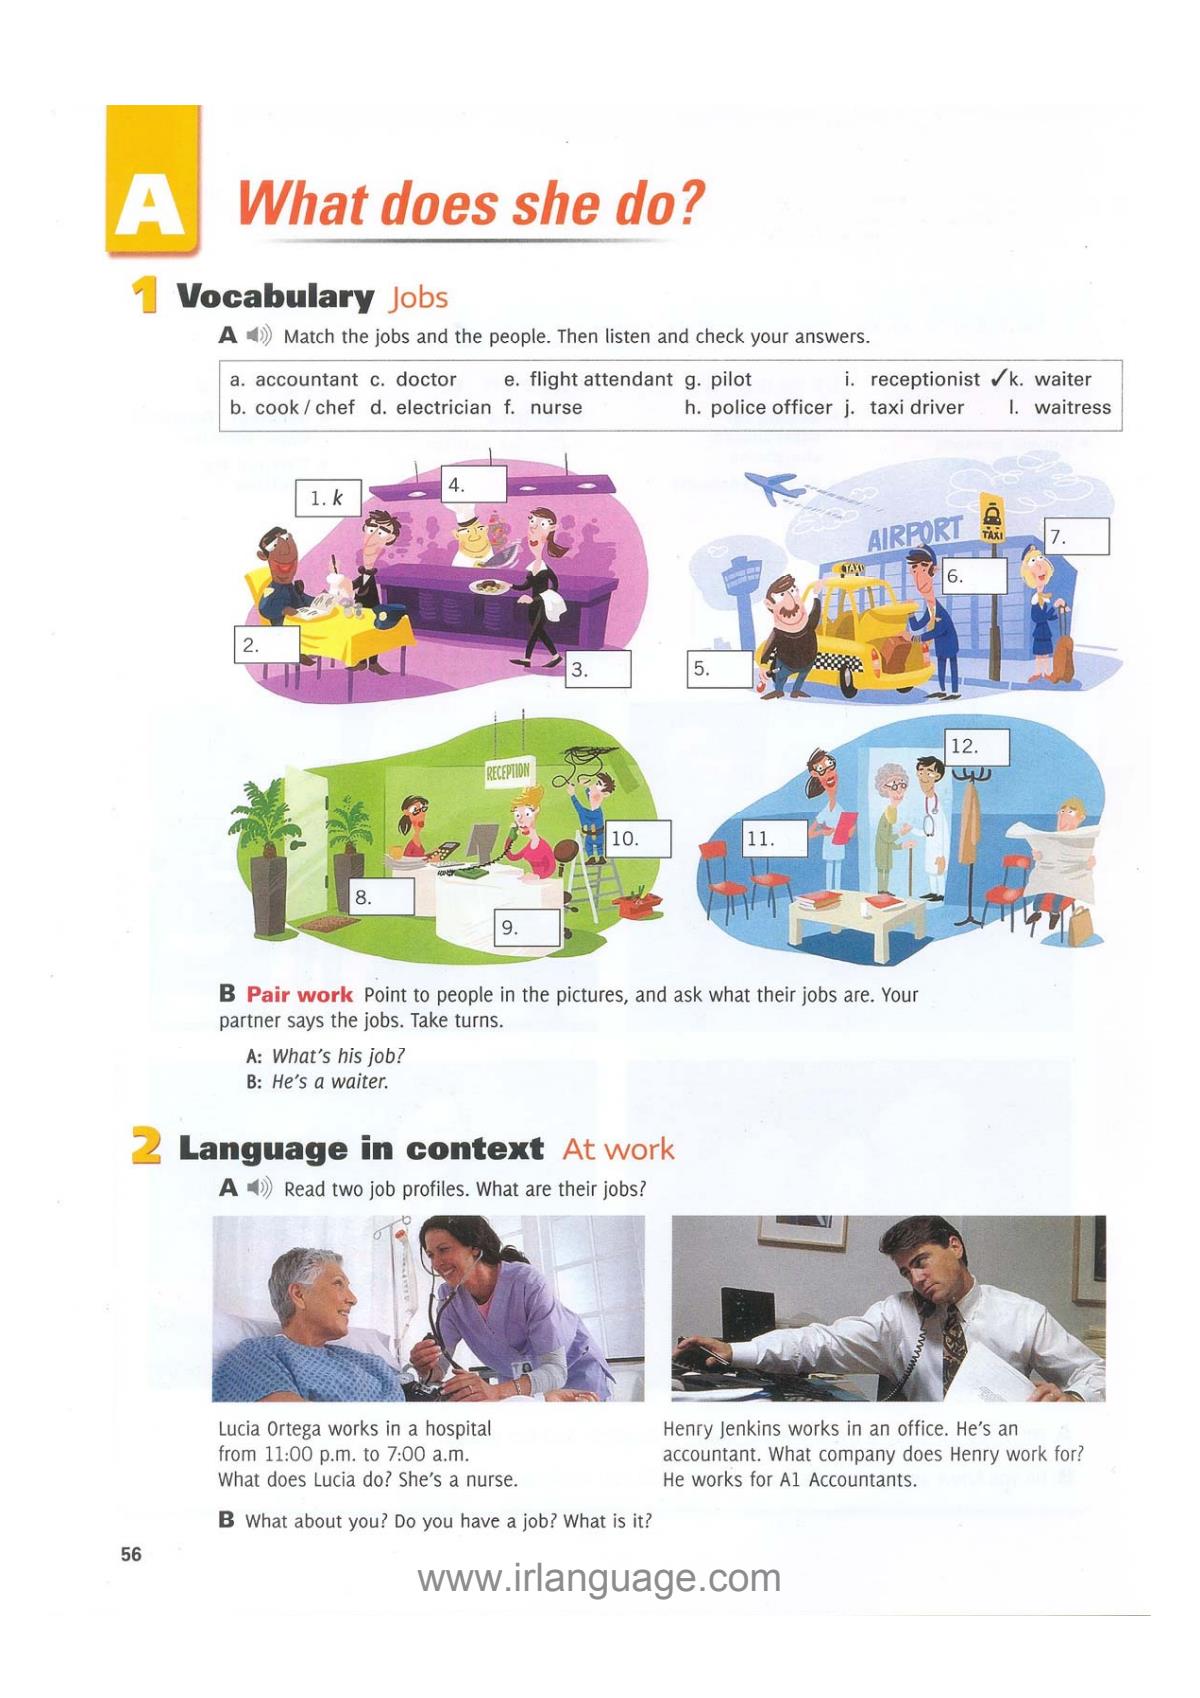 A
What does she do?
1 Vocabulary Jobs
A Match the jobs and the people. Then listen and check your answers.
a. accountant c. doctor e. flight attendant g. pilot i. receptionist ✓k. waiter
b. cook / chef d. electrician f. nurse h. police officer j. taxi driver l. waitress
1. k
4.
2.
3.
AIRPORT
TAXI
TAXI
7.
6.
5.
RECEPTION
10.
8.
9.
12.
11.
B Pair work Point to people in the pictures, and ask what their jobs are. Your
partner says the jobs. Take turns.
A: What's his job?
B: He's a waiter.
2 Language in context At work
A Read two job profiles. What are their jobs?
Lucia Ortega works in a hospital
from 11:00 p.m. to 7:00 a.m.
What does Lucia do? She's a nurse.
Henry Jenkins works in an office. He's an
accountant. What company does Henry work for?
He works for A1 Accountants.
B What about you? Do you have a job? What is it?
56
www.irlanguage.com